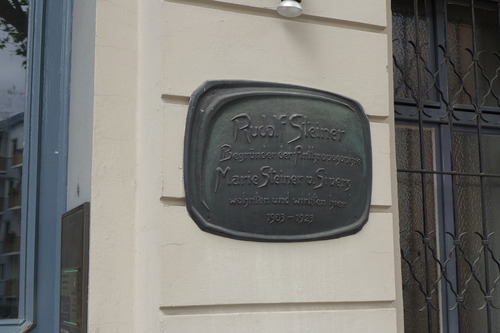 Rudolf Steiner
Begründer der Anthroposophie
Marie Steiner v. Sivers
wohnten und wirkten hier
1903 – 1923